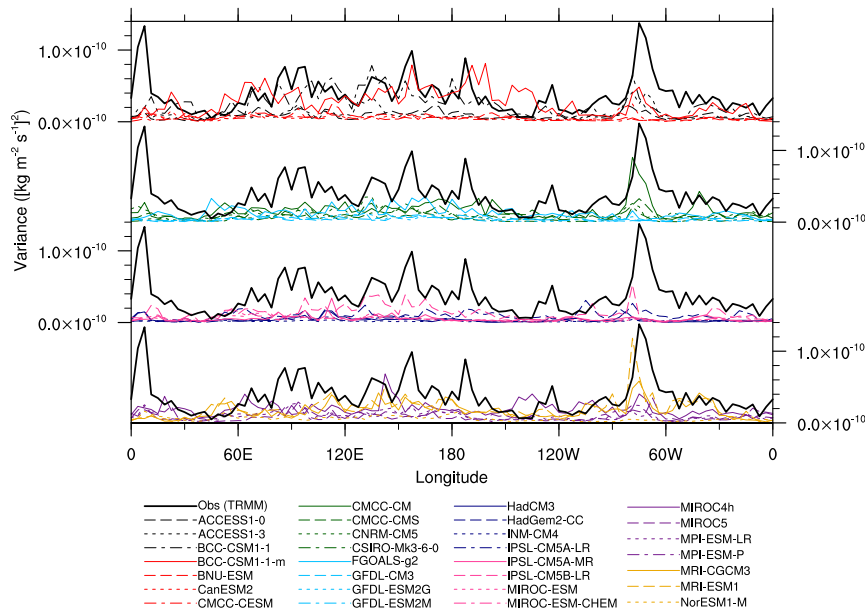 1.0×10-10
0.0×10-10
1.0×10-10
0.0×10-10
1.0×10-10
0.0×10-10
1.0×10-10
0.0×10-10
Variance ([kg m-2 s-1]2)
0 60E 120E 180 120W 60W 0
Longitude
Obs (TRMM)
ACCESS1-0
ACCESS1-3
BCC-CSM1-1
BCC-CSM1-1-m
BNU-ESM
CanESM2
CMCC-CESM
CMCC-CM
CMCC-CMS
CNRM-CM5
CSIRO-Mk3-6-0
FGOALS-g2
GFDL-CM3
GFDL-ESM2G
GFDL-ESM2M
HadCM3
HadGem2-CC
INM-CM4
IPSL-CM5A-LR
IPSL-CM5A-MR
IPSL-CM5B-LR
MIROC-ESM
MIROC-ESM-CHEM
MIROC4h
MIROC5
MPI-ESM-LR
MPI-ESM-P
MRI-CGCM3
MRI-ESM1
NorESM1-M